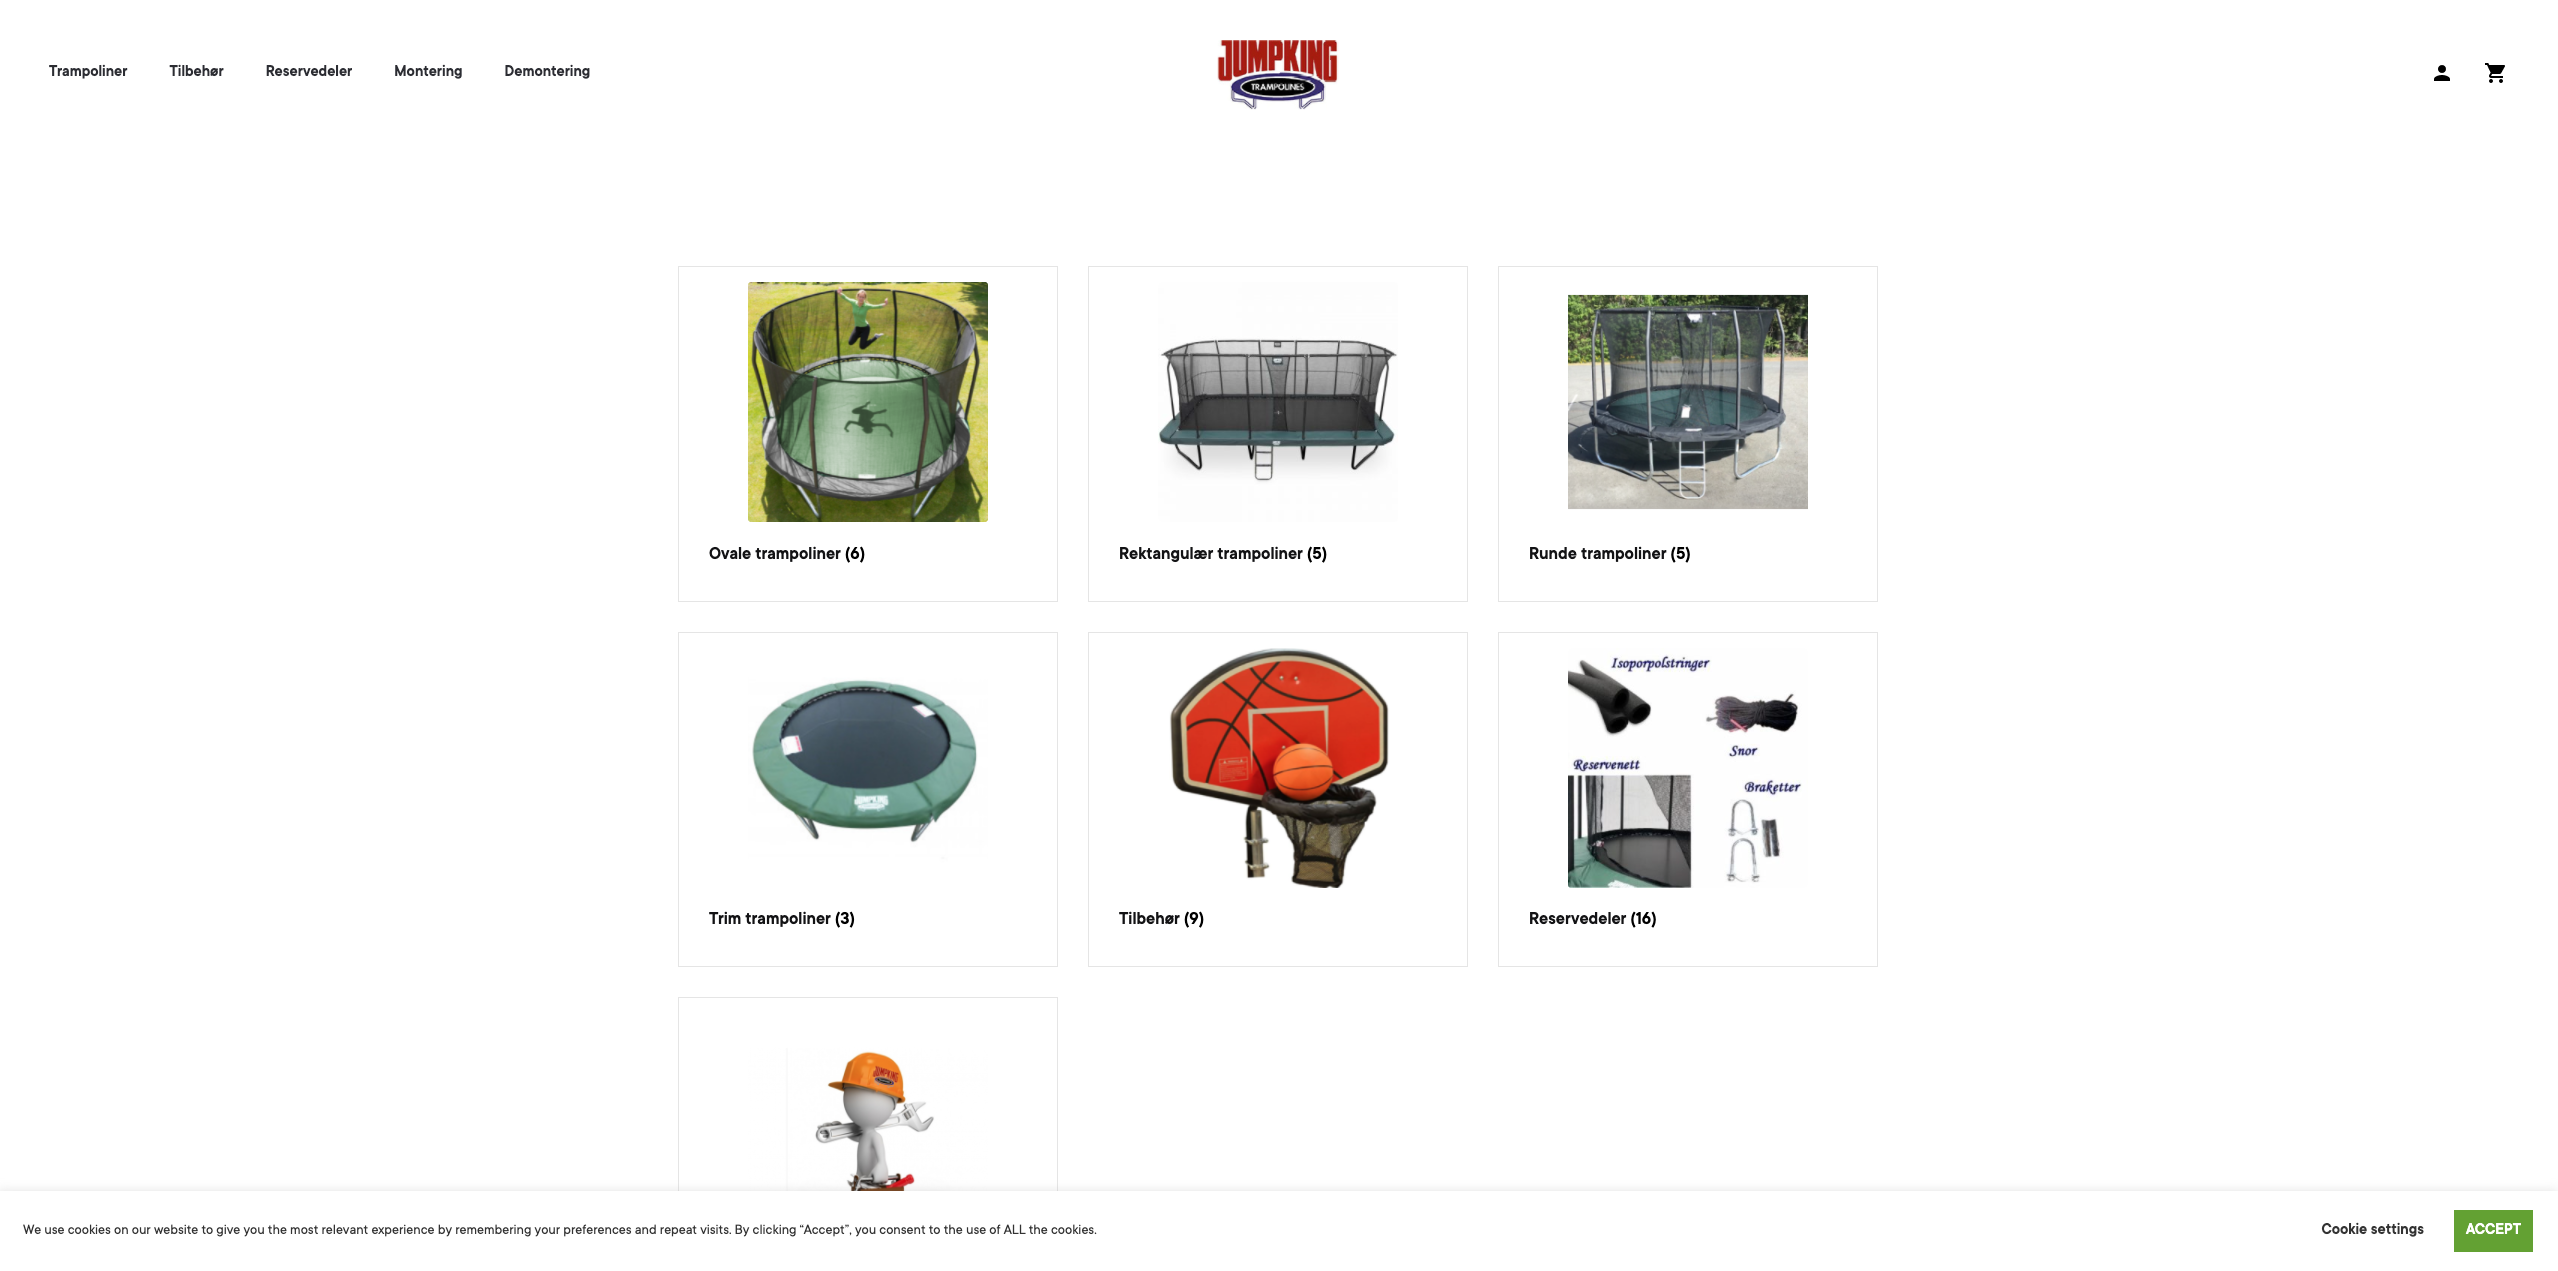 Trampoliner Tilbehør Reservedeler Montering Demontering
JUMPKING
TRAMPOLINES
Ovale trampoliner (6)
Rektangulær trampoliner (5)
Runde trampoliner (5)
JUMPKING
Isoporpolstringer
Snor
Reservenett
Braketter
Trim trampoliner (3)
Tilbehør (9)
Reservedeler (16)
JUMPKING
We use cookies on our website to give you the most relevant experience by remembering your preferences and repeat visits. By clicking “Accept”, you consent to the use of ALL the cookies.
Cookie settings
ACCEPT